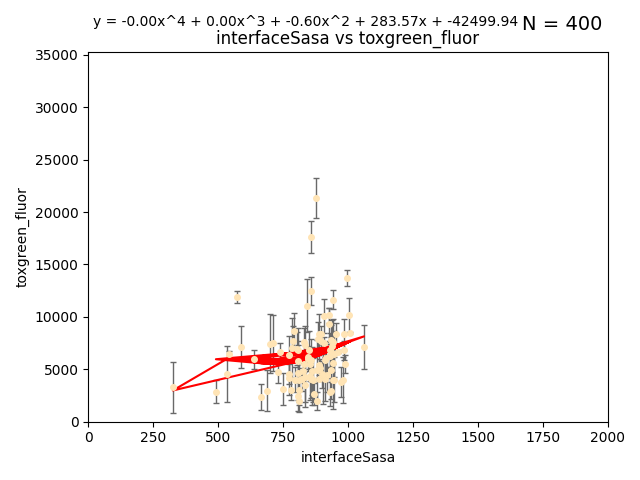 y = -0.00x^4 + 0.00x^3 + -0.60x^2 + 283.57x + -42499.94 N = 400
interfaceSasa vs toxgreen_fluor
35000
30000
25000
20000
15000
10000
5000
0
toxgreen_fluor
0 250 500 750 1000 1250 1500 1750 2000
interfaceSasa